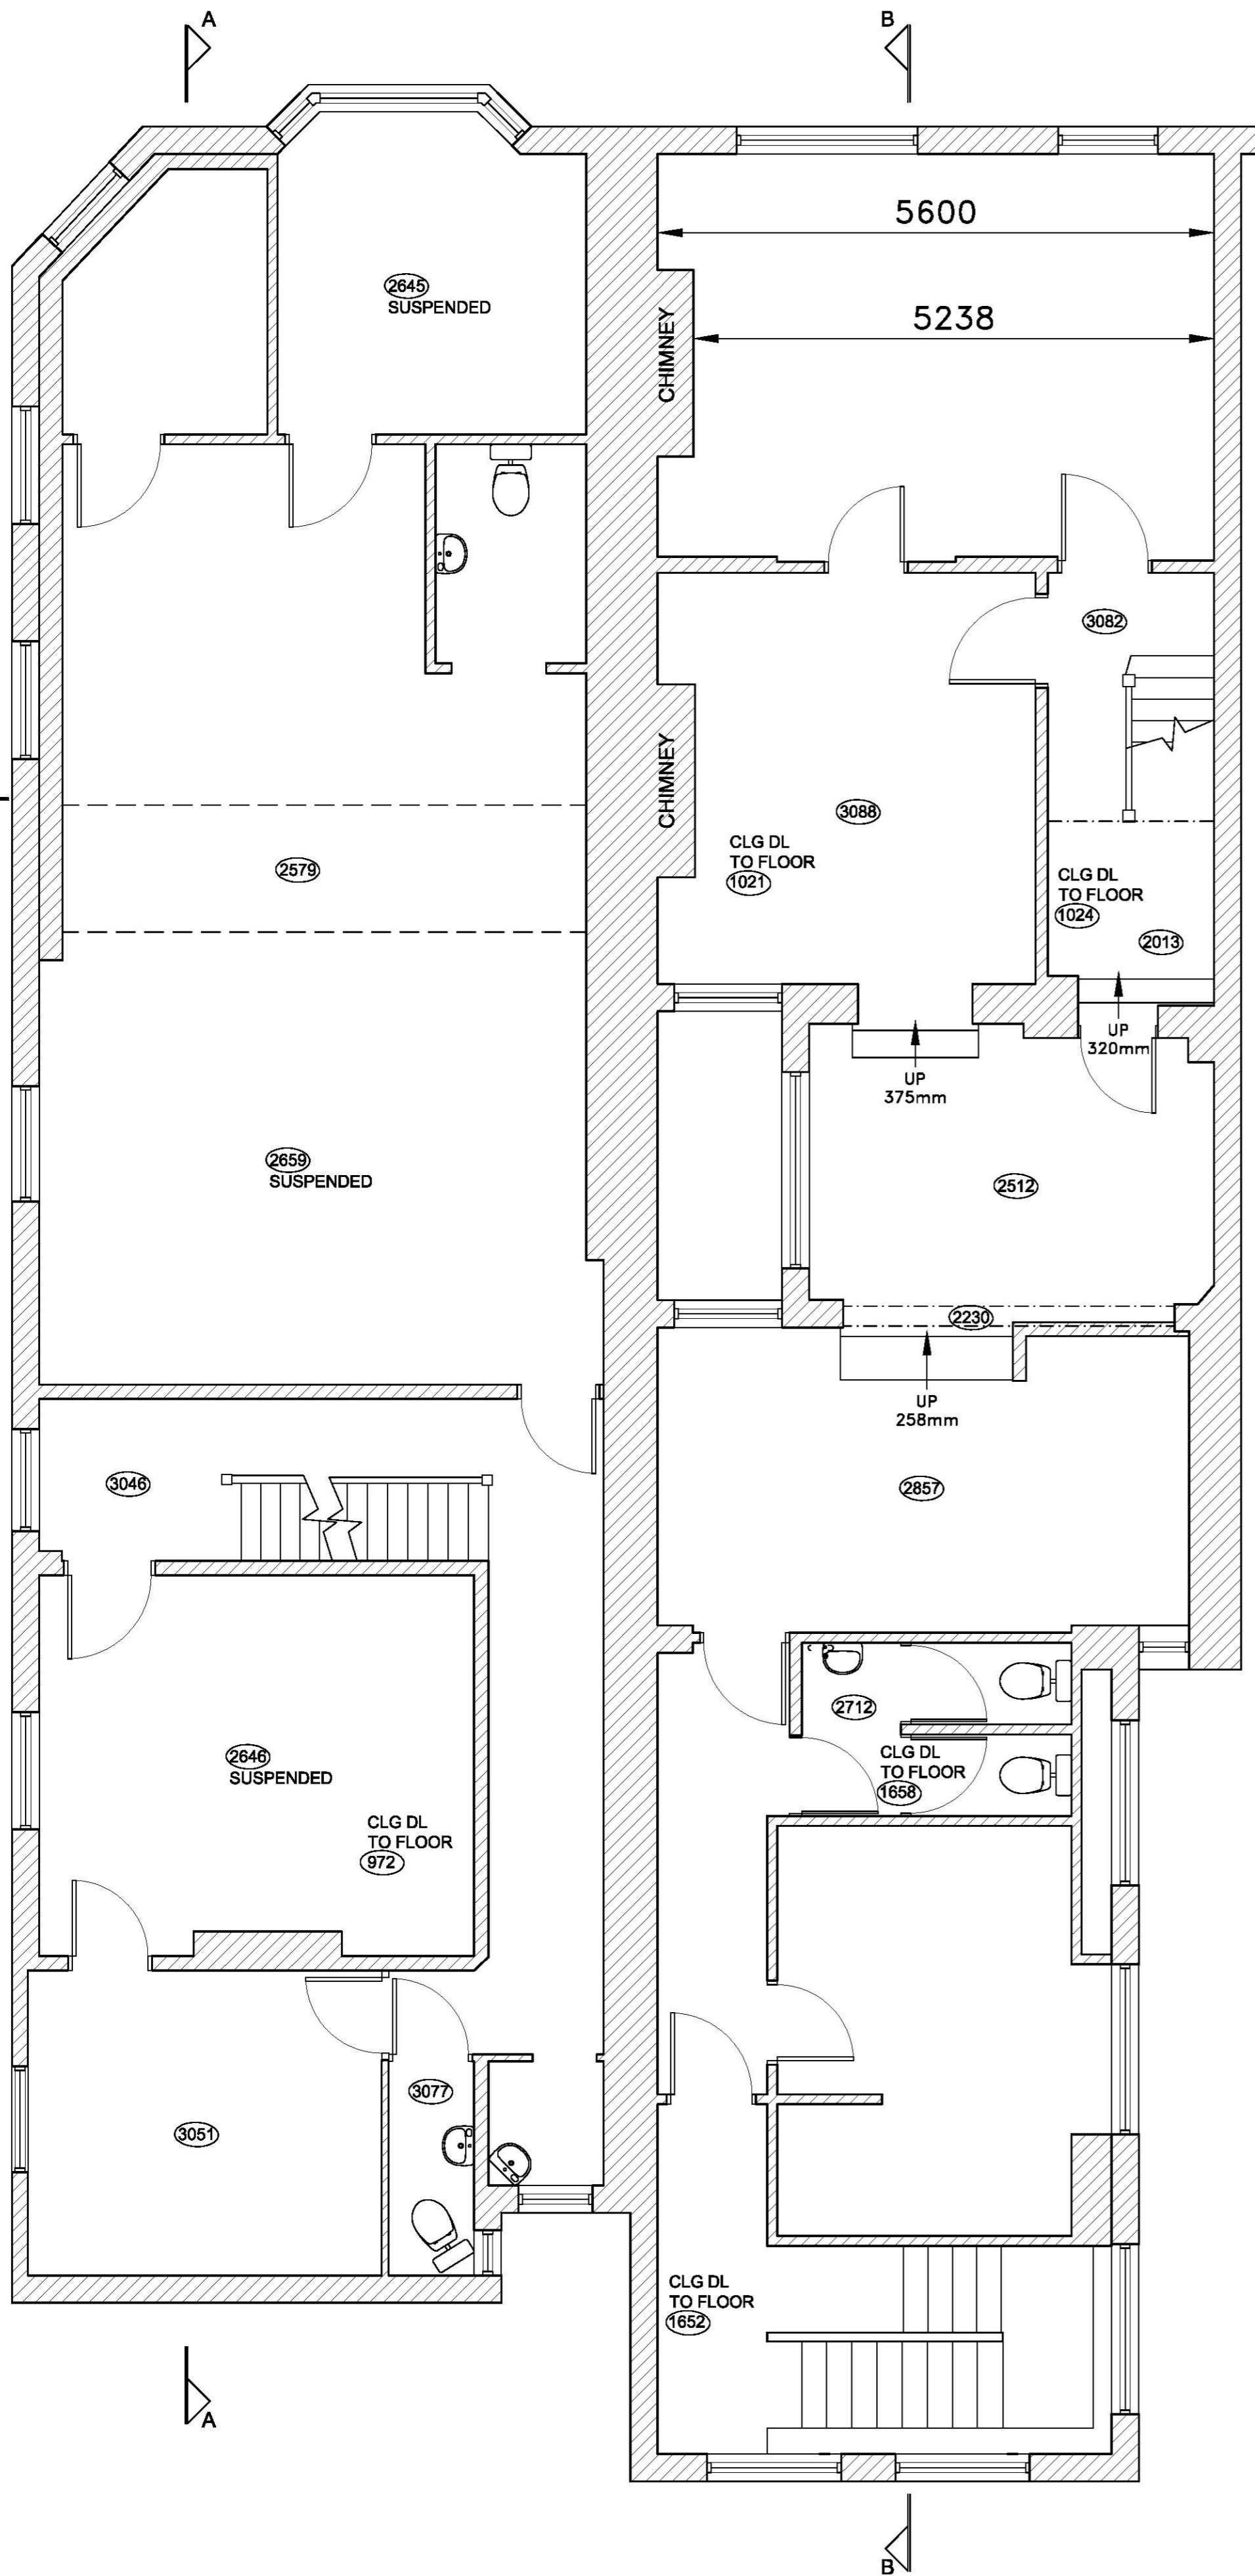 A
B
5600
2645
SUSPENDED
5238
CHIMNEY
3082
CHIMNEY
3088
CLG DL
TO FLOOR
1021
2579
CLG DL
TO FLOOR
1024
2013
UP
320mm
UP
375mm
2659
SUSPENDED
2512
2230
UP
258mm
3046
2857
2712
2646
SUSPENDED
CLG DL
TO FLOOR
1658
CLG DL
TO FLOOR
972
3077
3051
CLG DL
TO FLOOR
1652
A
B